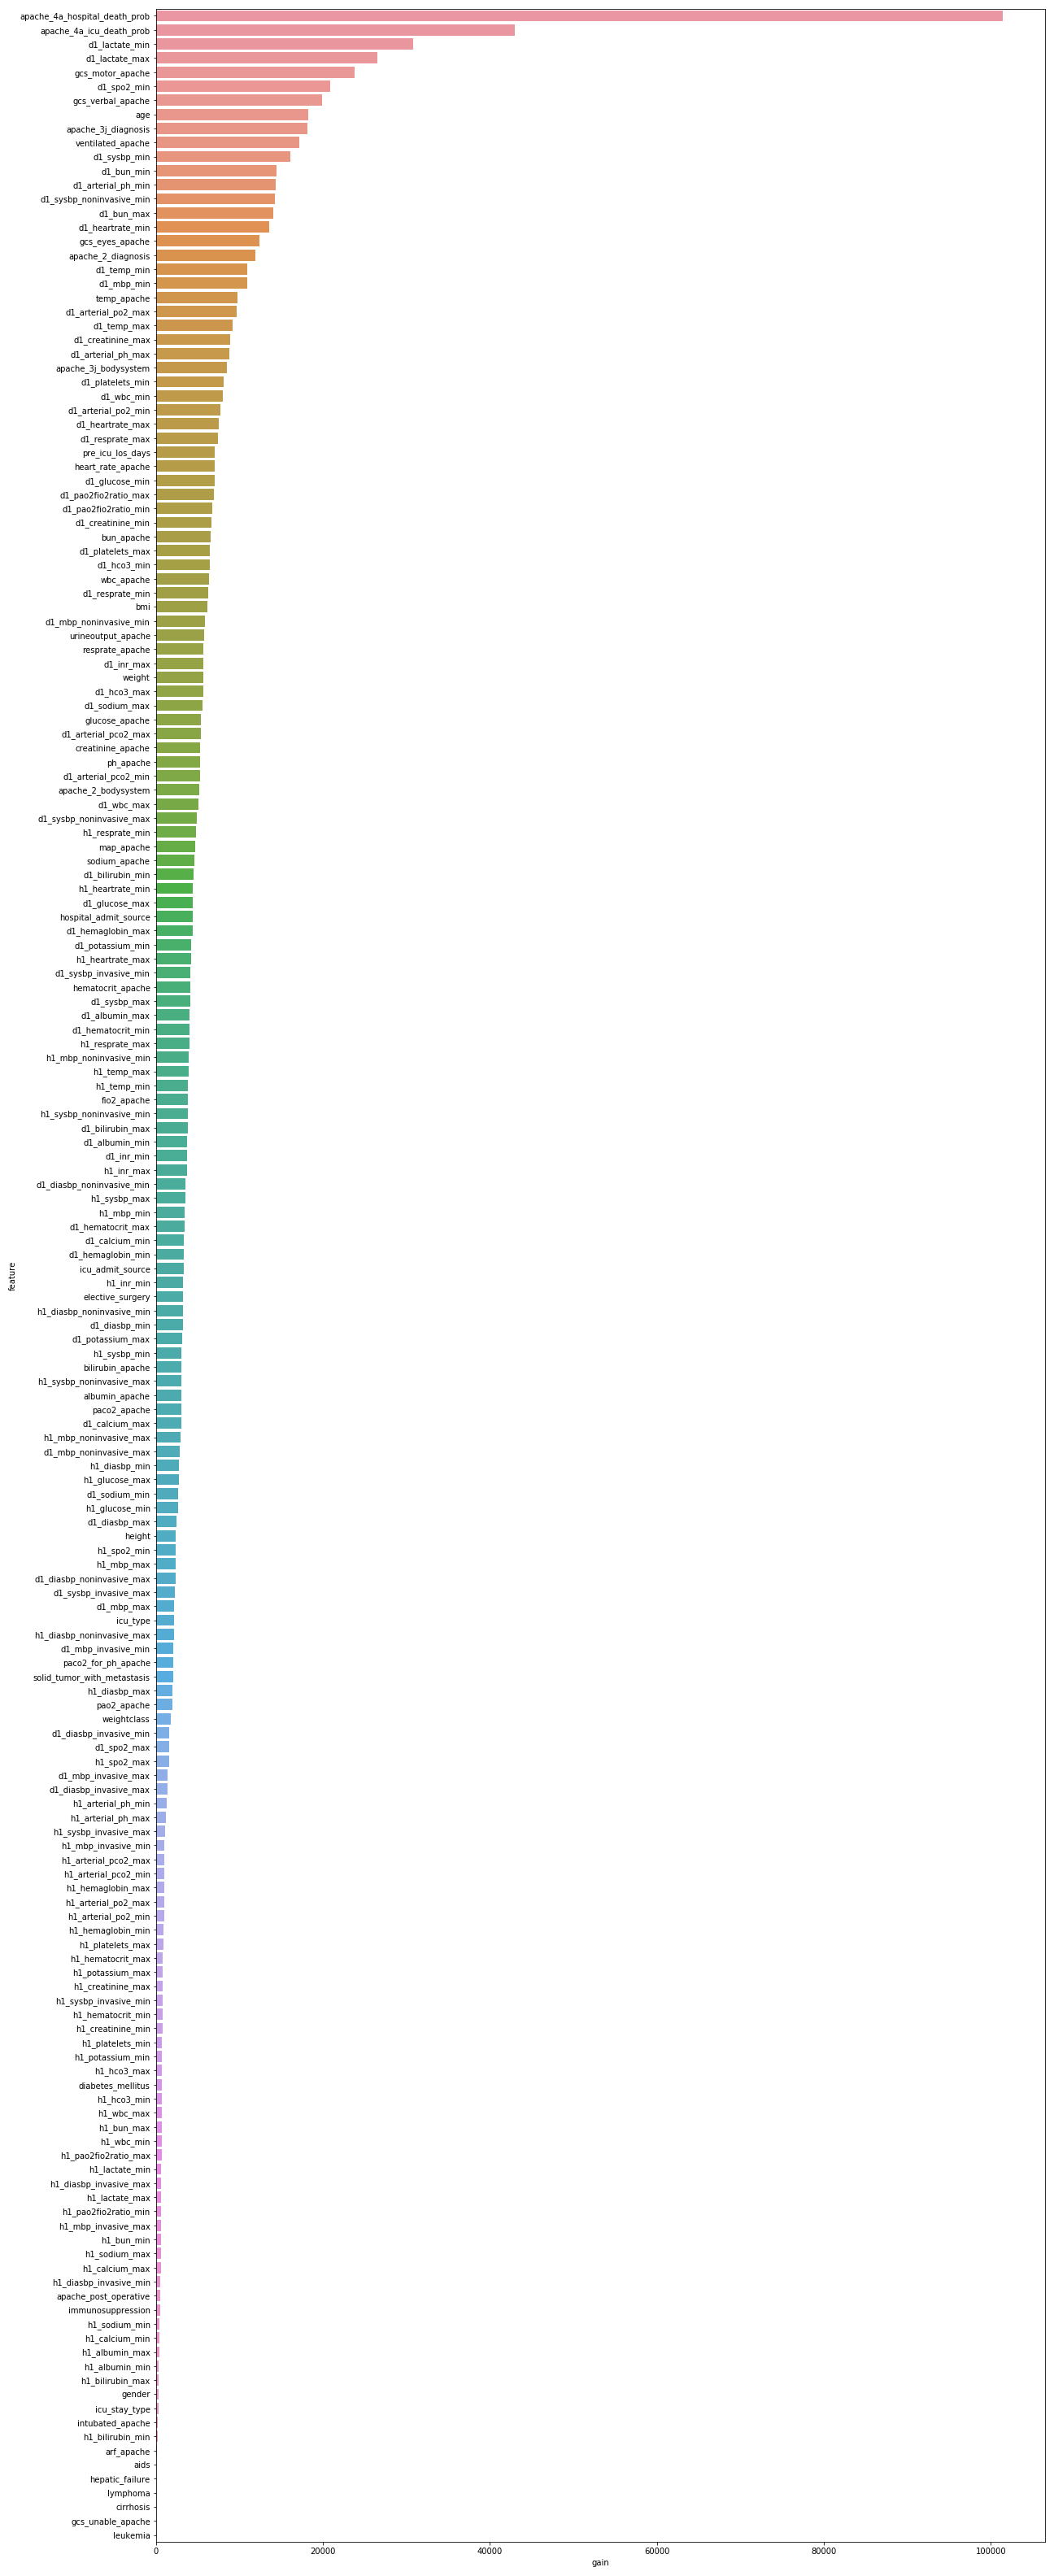 apache_4a_hospital_death_prob
apache_4a_icu_death_prob
d1_lactate_min
d1_lactate_max
gcs_motor_apache
d1_spo2_min
gcs_verbal_apache
age
apache_3j_diagnosis
ventilated_apache
d1_sysbp_min
d1_bun_min
d1_arterial_ph_min
d1_sysbp_noninvasive_min
d1_bun_max
d1_heartrate_min
gcs_eyes_apache
apache_2_diagnosis
d1_temp_min
d1_mbp_min
temp_apache
d1_arterial_po2_max
d1_temp_max
d1_creatinine_max
d1_arterial_ph_max
apache_3j_bodysystem
d1_platelets_min
d1_wbc_min
d1_arterial_po2_min
d1_heartrate_max
d1_resprate_max
pre_icu_los_days
heart_rate_apache
d1_glucose_min
d1_pao2fio2ratio_max
d1_pao2fio2ratio_min
d1_creatinine_min
bun_apache
d1_platelets_max
d1_hco3_min
wbc_apache
d1_resprate_min
bmi
d1_mbp_noninvasive_min
urineoutput_apache
resprate_apache
d1_inr_max
weight
d1_hco3_max
d1_sodium_max
glucose_apache
d1_arterial_pco2_max
creatinine_apache
ph_apache
d1_arterial_pco2_min
apache_2_bodysystem
d1_wbc_max
d1_sysbp_noninvasive_max
h1_resprate_min
map_apache
sodium_apache
d1_bilirubin_min
h1_heartrate_min
d1_glucose_max
hospital_admit_source
d1_hemaglobin_max
d1_potassium_min
h1_heartrate_max
d1_sysbp_invasive_min
hematocrit_apache
d1_sysbp_max
d1_albumin_max
d1_hematocrit_min
h1_resprate_max
h1_mbp_noninvasive_min
h1_temp_max
h1_temp_min
fio2_apache
h1_sysbp_noninvasive_min
d1_bilirubin_max
d1_albumin_min
d1_inr_min
h1_inr_max
d1_diasbp_noninvasive_min
h1_sysbp_max
h1_mbp_min
d1_hematocrit_max
d1_calcium_min
d1_hemaglobin_min
icu_admit_source
h1_inr_min
elective_surgery
h1_diasbp_noninvasive_min
d1_diasbp_min
d1_potassium_max
h1_sysbp_min
bilirubin_apache
h1_sysbp_noninvasive_max
albumin_apache
paco2_apache
d1_calcium_max
h1_mbp_noninvasive_max
d1_mbp_noninvasive_max
h1_diasbp_min
h1_glucose_max
d1_sodium_min
h1_glucose_min
d1_diasbp_max
height
h1_spo2_min
h1_mbp_max
d1_diasbp_noninvasive_max
d1_sysbp_invasive_max
d1_mbp_max
icu_type
h1_diasbp_noninvasive_max
d1_mbp_invasive_min
paco2_for_ph_apache
solid_tumor_with_metastasis
h1_diasbp_max
pao2_apache
weightclass
d1_diasbp_invasive_min
d1_spo2_max
h1_spo2_max
d1_mbp_invasive_max
d1_diasbp_invasive_max
h1_arterial_ph_min
h1_arterial_ph_max
h1_sysbp_invasive_max
h1_mbp_invasive_min
h1_arterial_pco2_max
h1_arterial_pco2_min
h1_hemaglobin_max
h1_arterial_po2_max
h1_arterial_po2_min
h1_hemaglobin_min
h1_platelets_max
h1_hematocrit_max
h1_potassium_max
h1_creatinine_max
h1_sysbp_invasive_min
h1_hematocrit_min
h1_creatinine_min
h1_platelets_min
h1_potassium_min
h1_hco3_max
diabetes_mellitus
h1_hco3_min
h1_wbc_max
h1_bun_max
h1_wbc_min
h1_pao2fio2ratio_max
h1_lactate_min
h1_diasbp_invasive_max
h1_lactate_max
h1_pao2fio2ratio_min
h1_mbp_invasive_max
h1_bun_min
h1_sodium_max
h1_calcium_max
h1_diasbp_invasive_min
apache_post_operative
immunosuppression
h1_sodium_min
h1_calcium_min
h1_albumin_max
h1_albumin_min
h1_bilirubin_max
gender
icu_stay_type
intubated_apache
h1_bilirubin_min
arf_apache
aids
hepatic_failure
lymphoma
cirrhosis
gcs_unable_apache
leukemia
feature
0 20000 40000 60000 80000 100000
gain